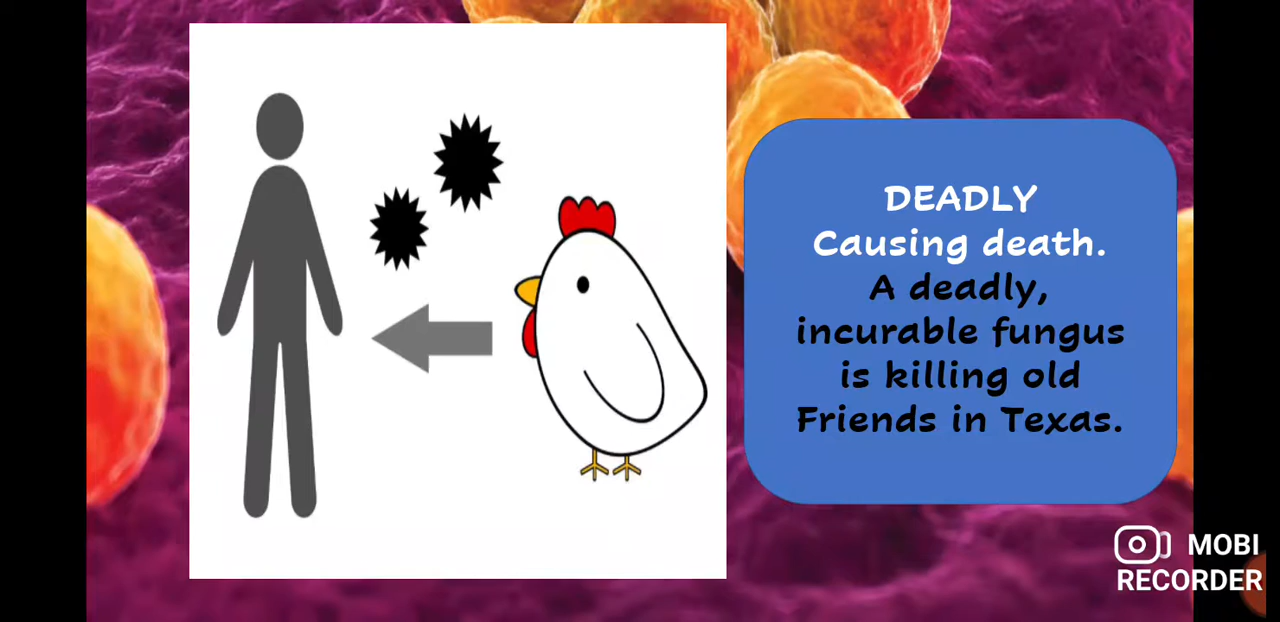 DEADLY
Causing death.
A deadly,
incurable fungus
is killing old
Friends in Texas.
MOBI
RECORDER